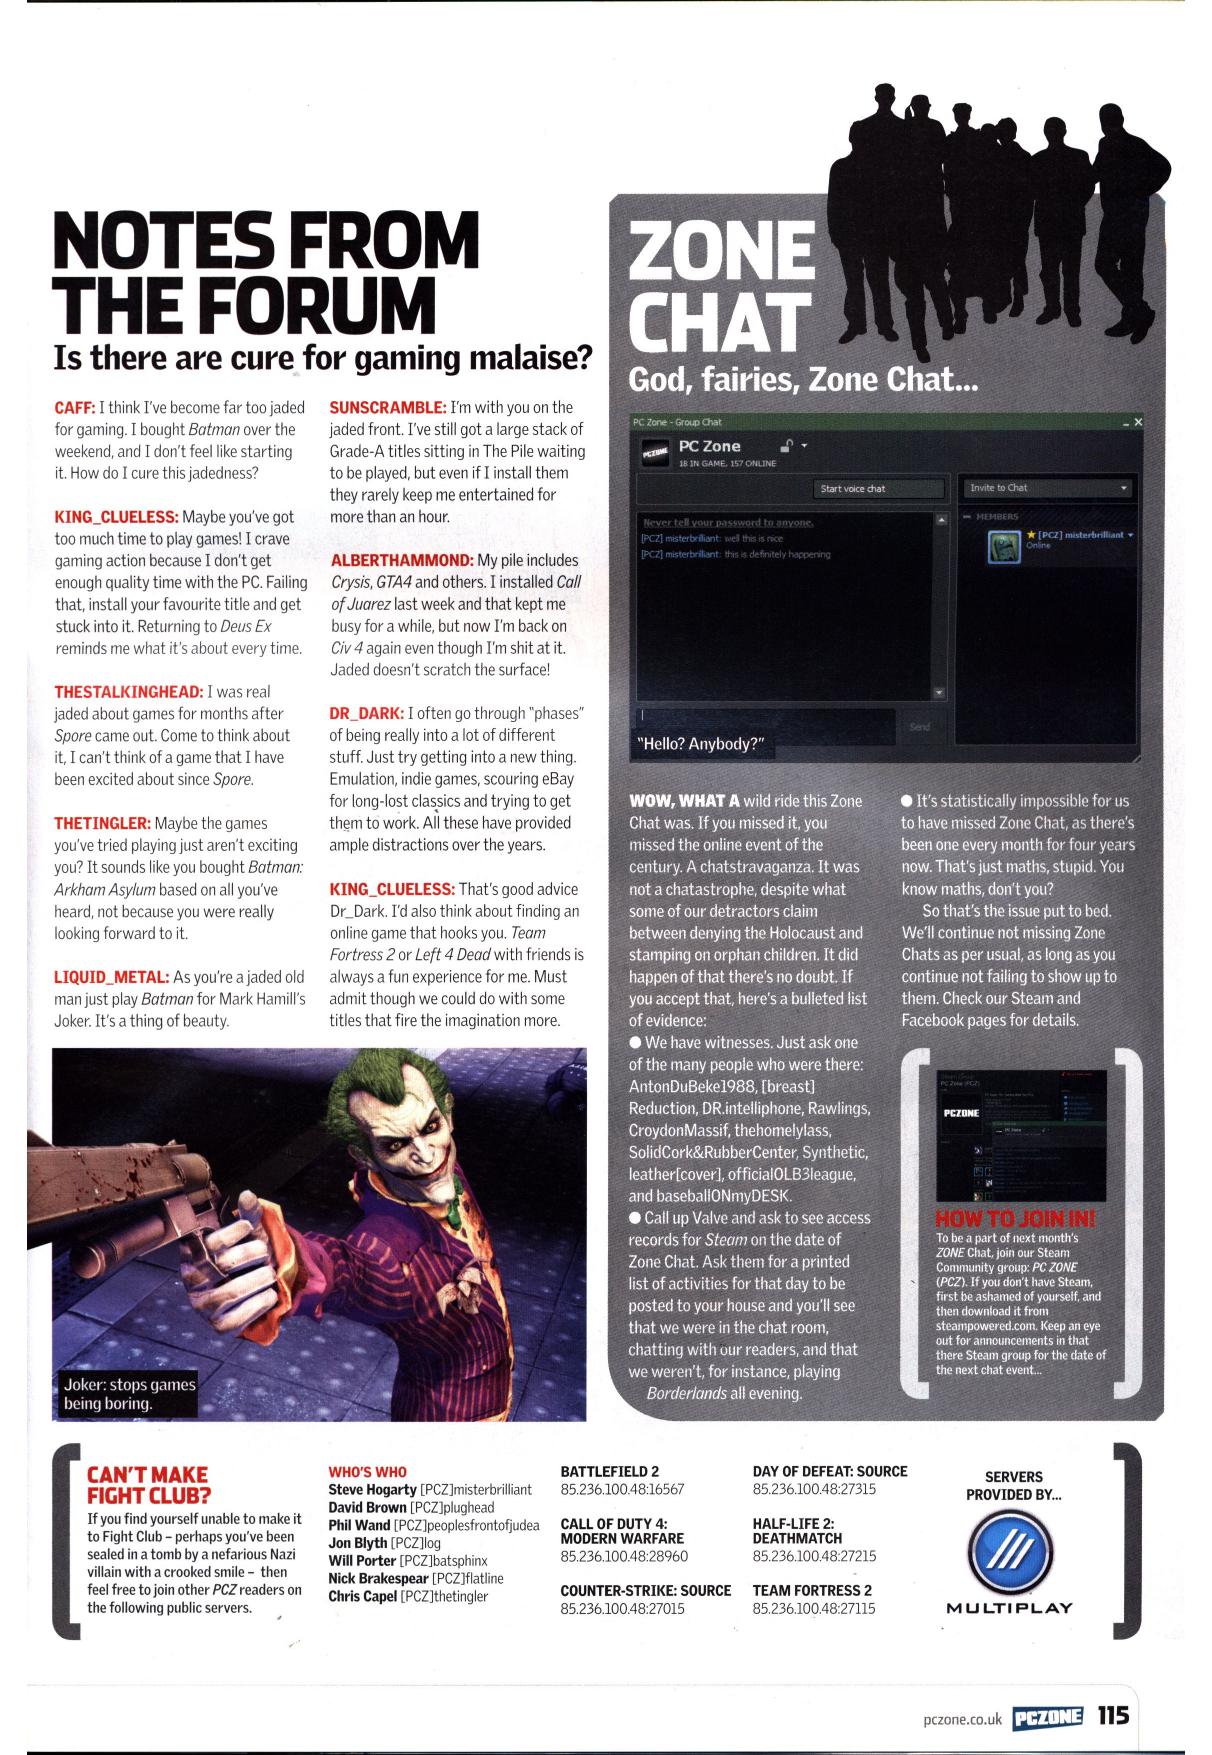 NOTES FROM
THE FORUM
Is there are cure for gaming malaise?
CAFF: I think I've become far too jaded
for gaming. I bought Batman over the
weekend, and I don't feel like starting
it. How do I cure this jadedness?
KING_CLUELESS: Maybe you've got
too much time to play games! I crave
gaming action because I don't get
enough quality time with the PC. Failing
that, install your favourite title and get
stuck into it. Returning to Deus Ex
reminds me what it's about every time.
THESTALKINGHEAD: I was real
jaded about games for months after
Spore came out. Come to think about
it, I can't think of a game that I have
been excited about since Spore.
THETINGLER: Maybe the games
you've tried playing just aren't exciting
you? It sounds like you bought Batman:
Arkham Asylum based on all you've
heard, not because you were really
looking forward to it.
LIQUID_METAL: As you're a jaded old
man just play Batman for Mark Hamill's
Joker. It's a thing of beauty.
SUNSCRAMBLE: I'm with you on the
jaded front. I've still got a large stack of
Grade-A titles sitting in The Pile waiting
to be played, but even if I install them
they rarely keep me entertained for
more than an hour.
ALBERTHAMMOND: My pile includes
Crysis, GTA4 and others. I installed Call
of Juarez last week and that kept me
busy for a while, but now I'm back on
Civ 4 again even though I'm shit at it.
Jaded doesn't scratch the surface!
DR_DARK: I often go through "phases"
of being really into a lot of different
stuff. Just try getting into a new thing.
Emulation, indie games, scouring eBay
for long-lost classics and trying to get
them to work. All these have provided
ample distractions over the years.
KING_CLUELESS: That's good advice
Dr_Dark. I'd also think about finding an
online game that hooks you. Team
Fortress 2 or Left 4 Dead with friends is
always a fun experience for me. Must
admit though we could do with some
titles that fire the imagination more.
Joker: stops games
being boring.
ZONE
CHAT
God, fairies, Zone Chat...
PC Zone - Group Chat
PCZONE
PC Zone
18 IN GAME, 157 ONLINE
Start voice chat
Invite to Chat
Never tell your password to anyone.
[PCZ] misterbrilliant: well this is nice
[PCZ] misterbrilliant: this is definitely happening
MEMBERS
[PCZ] misterbrilliant
Online
Send
"Hello? Anybody?"
WOW, WHAT A wild ride this Zone
Chat was. If you missed it, you
missed the online event of the
century. A chatstravaganza. It was
not a chatastrophe, despite what
some of our detractors claim
between denying the Holocaust and
stamping on orphan children. It did
happen of that there's no doubt. If
you accept that, here's a bulleted list
of evidence:
● We have witnesses. Just ask one
of the many people who were there:
AntonDuBeke1988, [breast]
Reduction, DR.intelliphone, Rawlings,
CroydonMassif, thehomelylass,
SolidCork&RubberCenter, Synthetic,
leather[cover], officialOLB3league,
and baseballONmyDESK.
● Call up Valve and ask to see access
records for Steam on the date of
Zone Chat. Ask them for a printed
list of activities for that day to be
posted to your house and you'll see
that we were in the chat room,
chatting with our readers, and that
we weren't, for instance, playing
Borderlands all evening.
● It's statistically impossible for us
to have missed Zone Chat, as there's
been one every month for four years
now. That's just maths, stupid. You
know maths, don't you?
So that's the issue put to bed.
We'll continue not missing Zone
Chats as per usual, as long as you
continue not failing to show up to
them. Check our Steam and
Facebook pages for details.
PCZONE
HOW TO JOIN IN!
To be a part of next month's
ZONE Chat, join our Steam
Community group: PC ZONE
(PCZ). If you don't have Steam,
first be ashamed of yourself, and
then download it from
steampowered.com. Keep an eye
out for announcements in that
there Steam group for the date of
the next chat event...
CAN'T MAKE
FIGHT CLUB?
If you find yourself unable to make it
to Fight Club – perhaps you've been
sealed in a tomb by a nefarious Nazi
villain with a crooked smile – then
feel free to join other PCZ readers on
the following public servers.
WHO'S WHO
Steve Hogarty [PCZ]misterbrilliant
David Brown [PCZ]plughead
Phil Wand [PCZ]peoplesfrontofjudea
Jon Blyth [PCZ]log
Will Porter [PCZ]batsphinx
Nick Brakespear [PCZ]flatline
Chris Capel [PCZ]thetingler
BATTLEFIELD 2
85.236.100.48:16567
CALL OF DUTY 4:
MODERN WARFARE
85.236.100.48:28960
COUNTER-STRIKE: SOURCE
85.236.100.48:27015
DAY OF DEFEAT: SOURCE
85.236.100.48:27315
HALF-LIFE 2:
DEATHMATCH
85.236.100.48:27215
TEAM FORTRESS 2
85.236.100.48:27115
SERVERS
PROVIDED BY...
MULTIPLAY
pczone.co.uk PCZONE 115